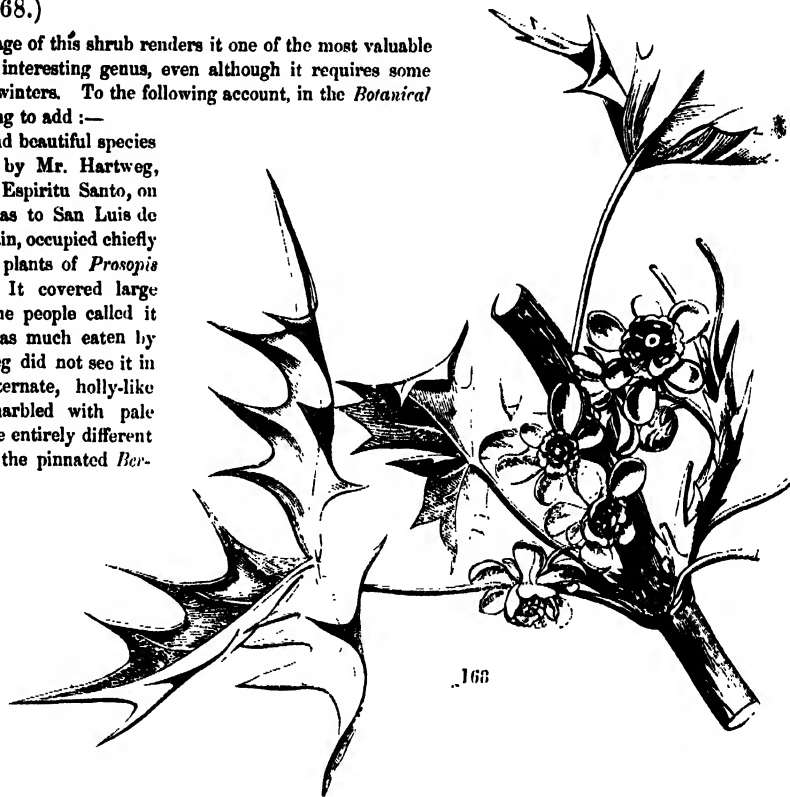 68.)
age of this shrub renders it one of the most valuable
interesting genus, even although it requires some
winters. To the following account, in the Botanical
ng to add :—
nd beautiful species
by Mr. Hartweg,
Espiritu Santo, on
as to San Luis de
in, occupied chiefly
plants of Prosopis
It covered large
he people called it
as much eaten by
eg did not see it in
ternate, holly-like
marbled with pale
e entirely different
the pinnated Ber-
168